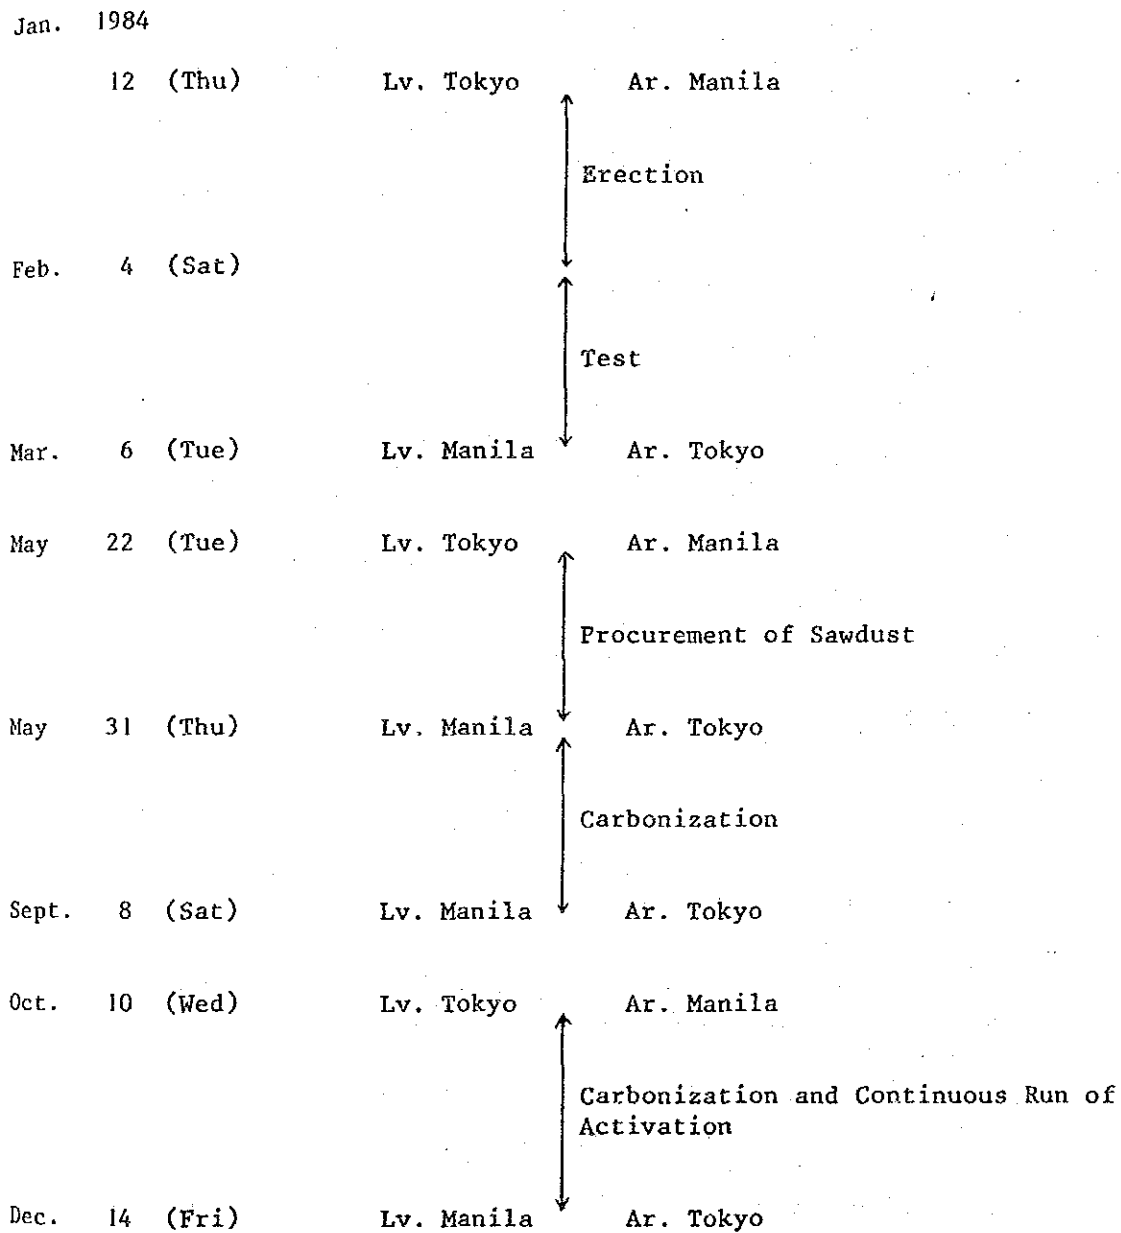 Jan. 1984
12 (Thu) Lv. Tokyo Ar. Manila
Erection
Feb. 4 (Sat)
Test
Mar. 6 (Tue) Lv. Manila Ar. Tokyo
May 22 (Tue) Lv. Tokyo Ar. Manila
Procurement of Sawdust
May 31 (Thu) Lv. Manila Ar. Tokyo
Carbonization
Sept. 8 (Sat) Lv. Manila Ar. Tokyo
Oct. 10 (Wed) Lv. Tokyo Ar. Manila
Carbonization and Continuous Run of
Activation
Dec. 14 (Fri) Lv. Manila Ar. Tokyo